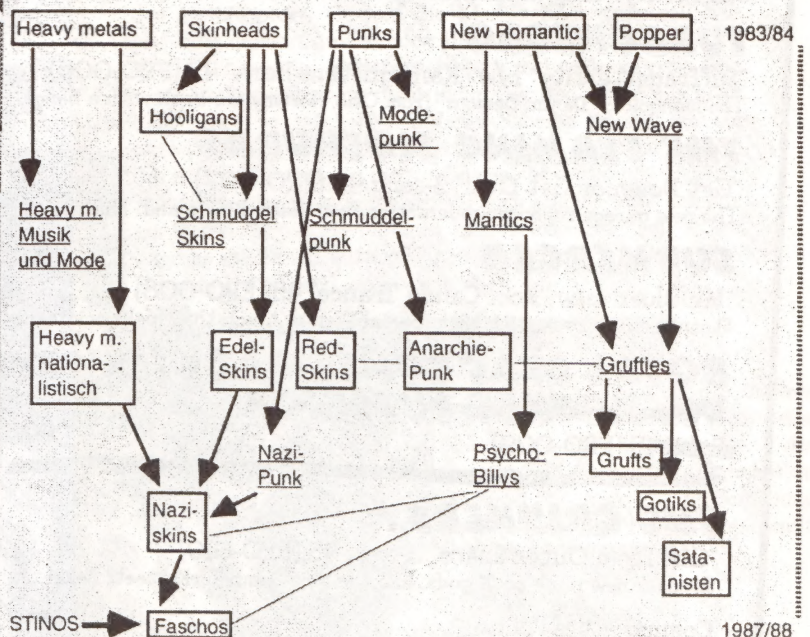 Heavy metals
Skinheads
Punks
New Romantic
Popper
1983/84
Hooligans
Mode-
punk
New Wave
Heavy m.
Musik
und Mode
Schmuddel
Skins
Schmuddel-
punk
Mantics
Heavy m.
nationa-
listisch
Edel-
Skins
Red-
Skins
Anarchie-
Punk
Grufties
Nazi-
Punk
Psycho-
Billys
Grufts
Nazi-
skins
Gotiks
Sata-
nisten
STINOS
Faschos
1987/88